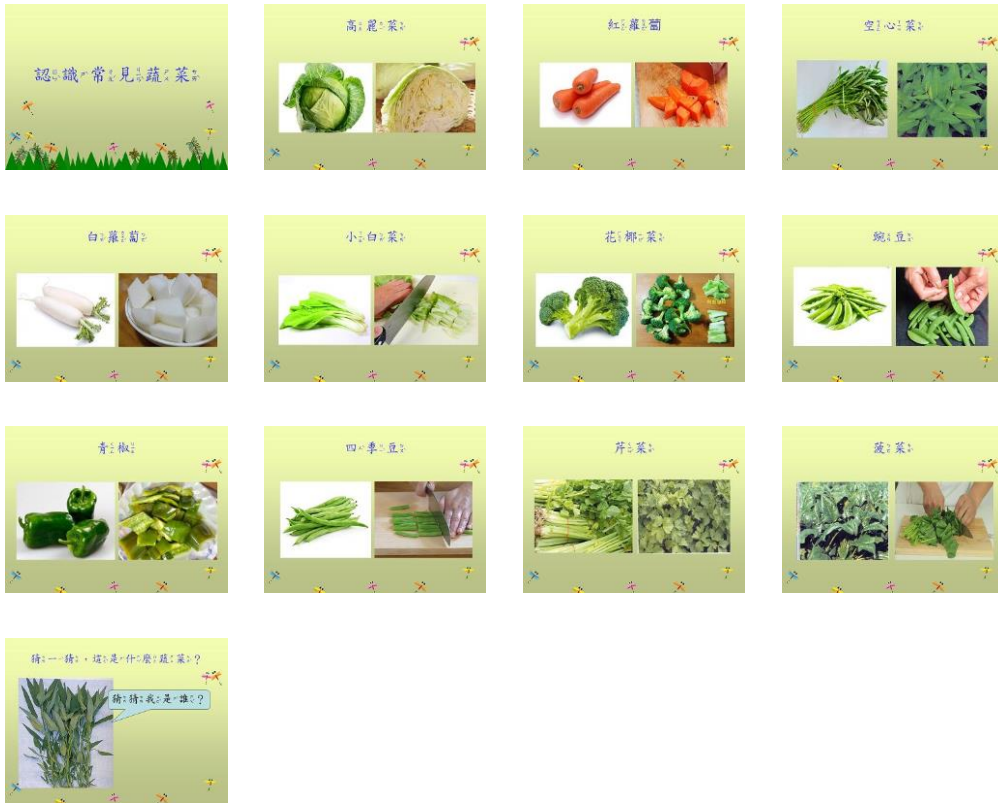 認識常見蔬菜
高麗菜
紅蘿蔔
空心菜
白蘿蔔
小白菜
花椰菜
豌豆
青椒
四季豆
芹菜
菠菜
猜一猜，這是什麼蔬菜？
猜猜我是誰？